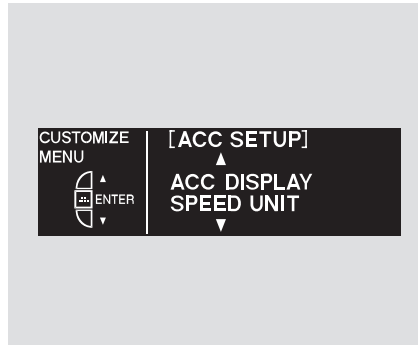 CUSTOMIZE
MENU
ENTER
[ACC SETUP]
ACC DISPLAY
SPEED UNIT